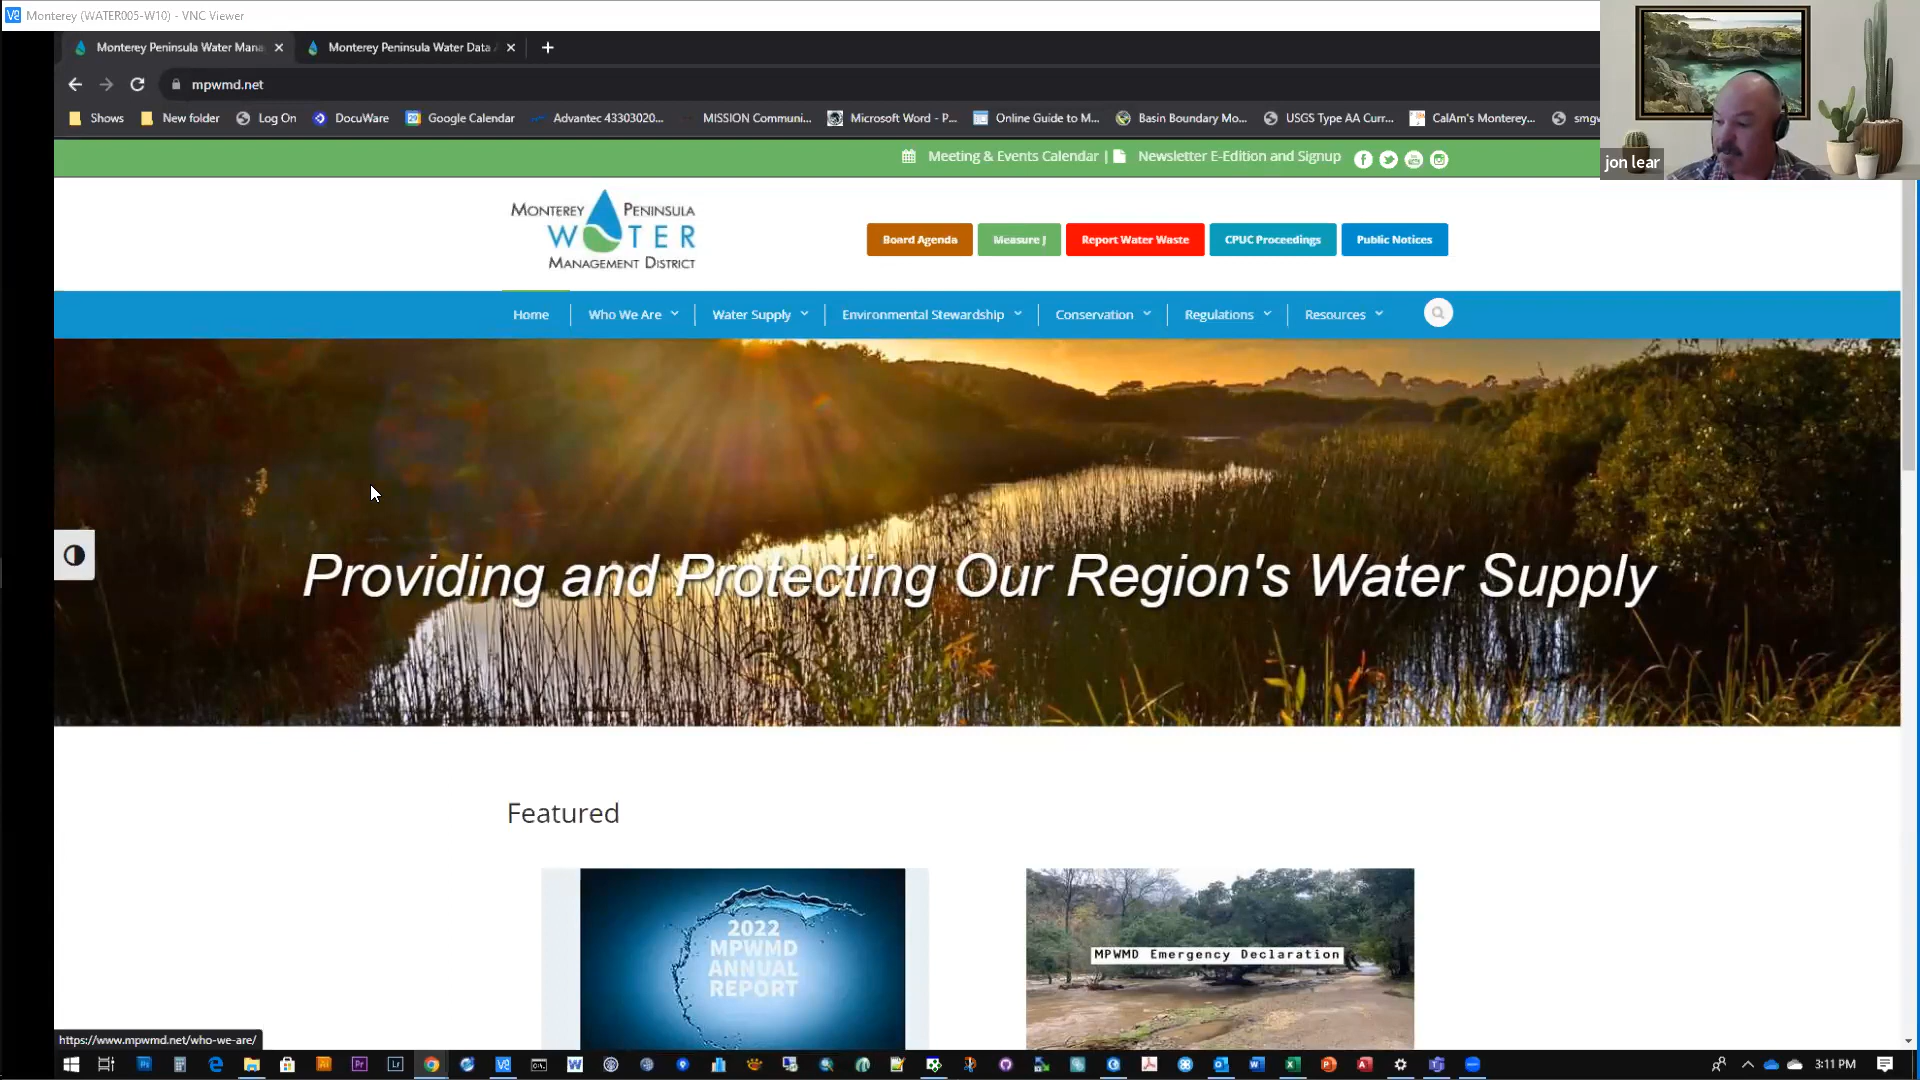 Monterey (WATER005-W10) - VNC Viewer
Monterey Peninsula Water Mana
Monterey Peninsula Water Data
mpwmd.net
Shows
New folder
Log On
DocuWare
Google Calendar
Advantec 43303020...
MISSION Communi...
Microsoft Word - P...
Online Guide to M...
Basin Boundary Mo...
USGS Type AA Curr...
CalAm's Monterey...
smgw
jon lear
Meeting & Events Calendar |
Newsletter E-Edition and Signup
MONTEREY PENINSULA
WATER
MANAGEMENT DISTRICT
Board Agenda
Measure J
Report Water Waste
CPUC Proceedings
Public Notices
Home
Who We Are
Water Supply
Environmental Stewardship
Conservation
Regulations
Resources
Providing and Protecting Our Region's Water Supply
Featured
2022
MPWMD
ANNUAL
REPORT
MPWMD Emergency Declaration
https://www.mpwmd.net/who-we-are/
3:11 PM